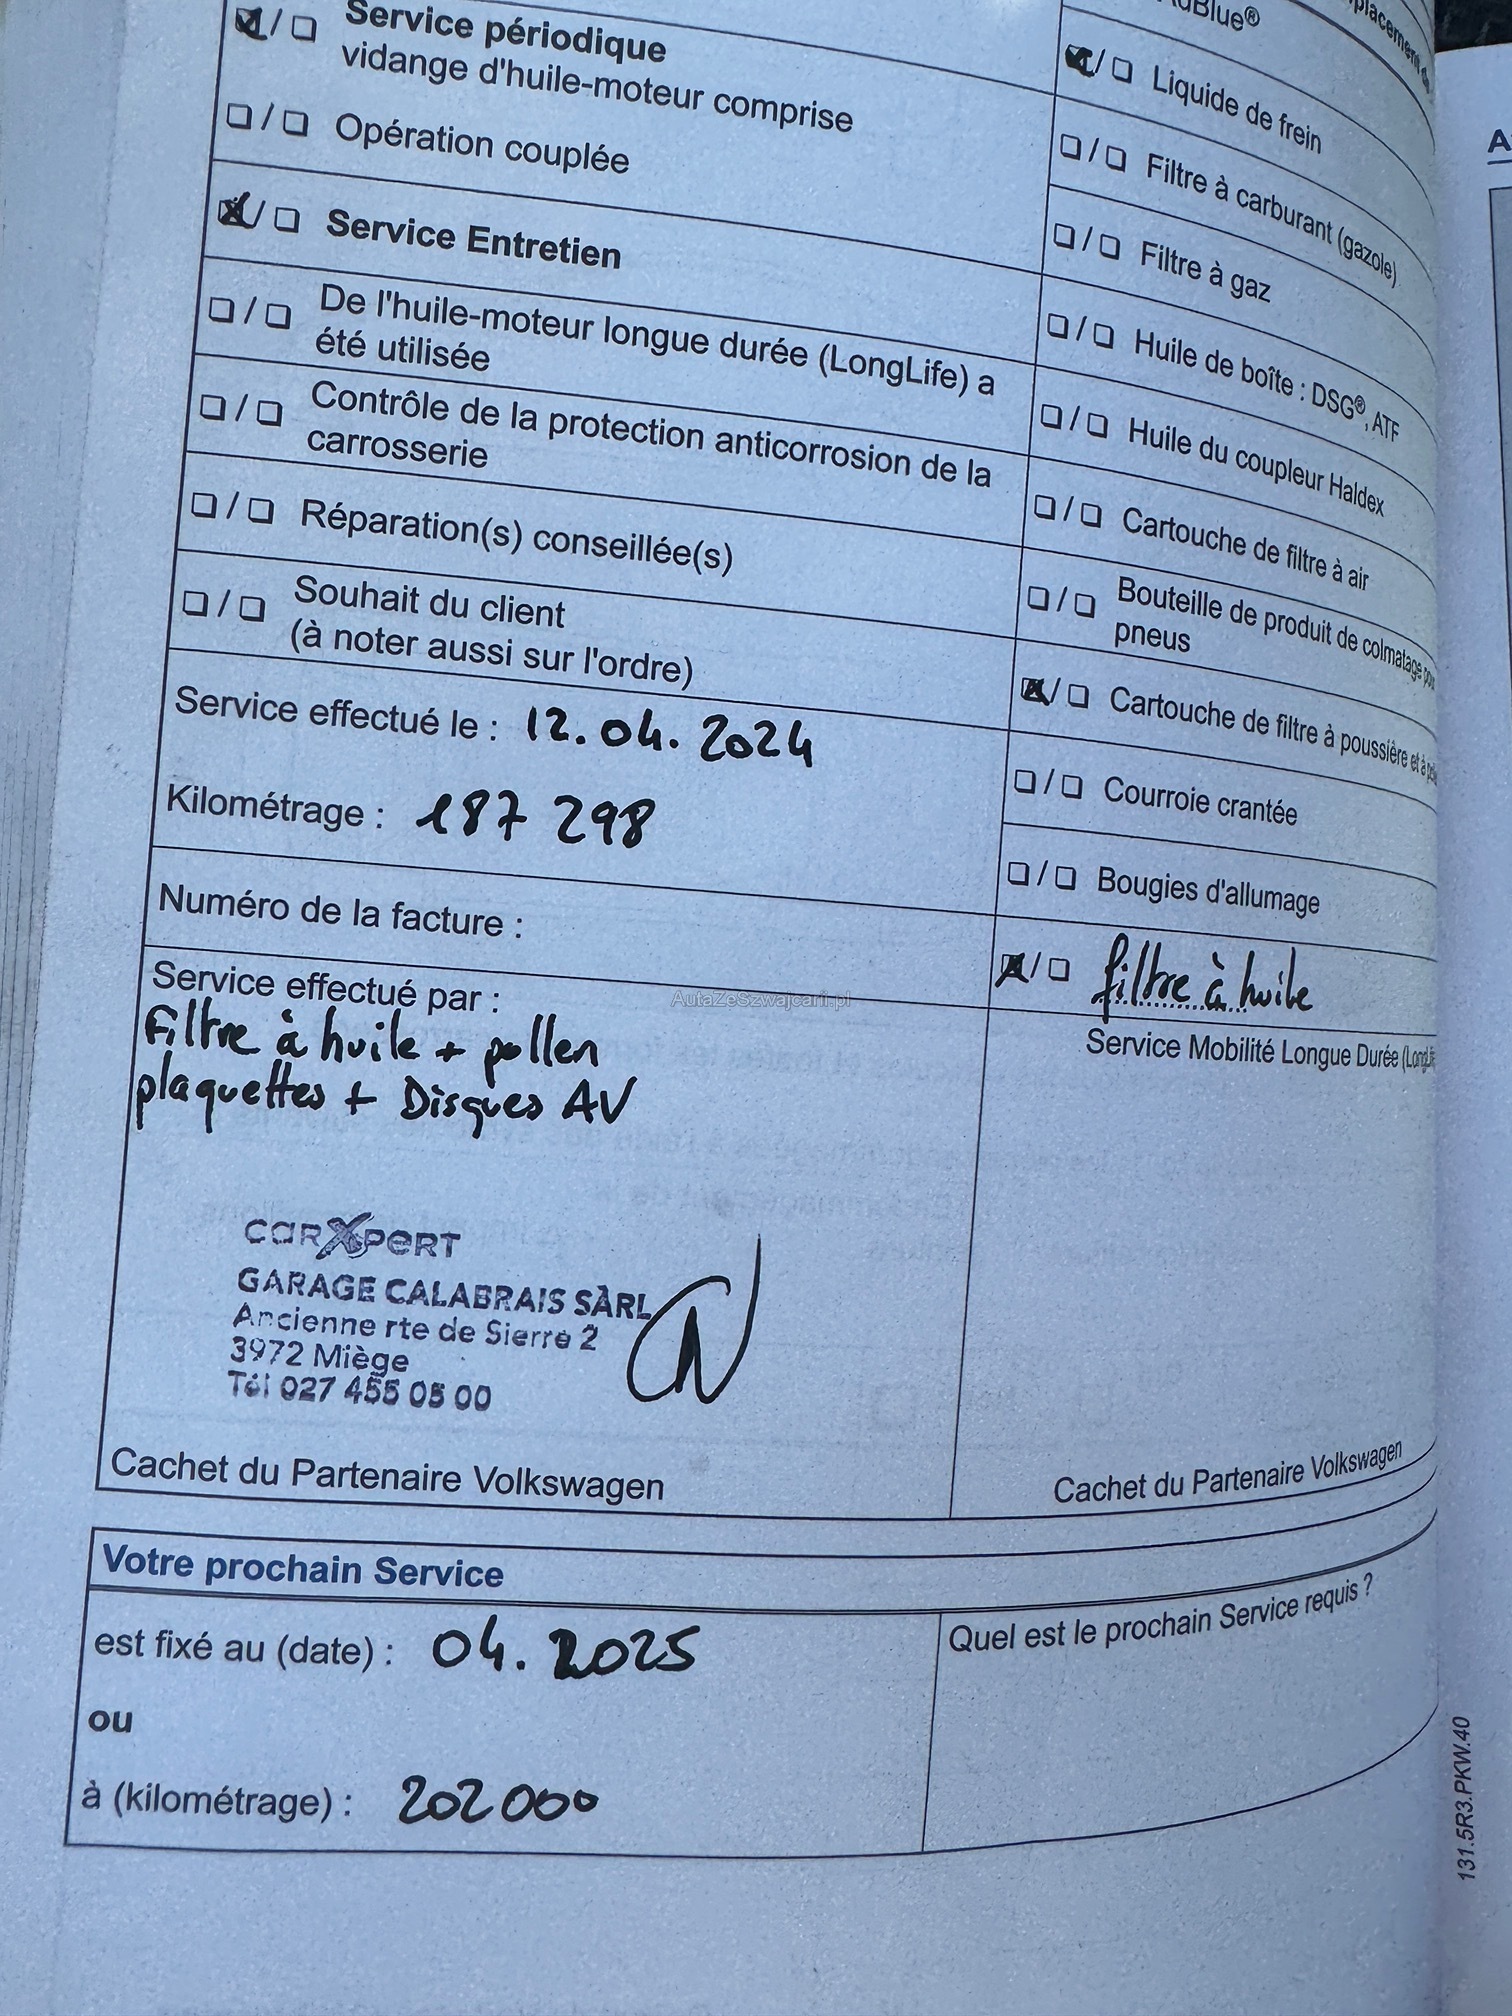 ☒/☐ Service périodique
vidange d'huile-moteur comprise
☐/☐ Opération couplée
☒/☐ Service Entretien
☐/☐ De l'huile-moteur longue durée (LongLife) a
été utilisée
☐/☐ Contrôle de la protection anticorrosion de la
carrosserie
☐/☐ Réparation(s) conseillée(s)
☐/☐ Souhait du client
(à noter aussi sur l'ordre)
Service effectué le : 12.04.2024
Kilométrage : 187 298
Numéro de la facture :
Service effectué par :
Filtre à huile + pollen
plaquettes + Disques AV
carXpert
GARAGE CALABRAIS SÀRL
Ancienne rte de Sierre 2
3972 Miège
Tél 027 455 05 00
Cachet du Partenaire Volkswagen
☒/☐ Liquide de frein
☐/☐ Filtre à carburant (gazole)
☐/☐ Filtre à gaz
☐/☐ Huile de boîte : DSG®, ATF
☐/☐ Huile du coupleur Haldex
☐/☐ Cartouche de filtre à air
☐/☐ Bouteille de produit de colmatage
pneus
☒/☐ Cartouche de filtre à poussière et à
☐/☐ Courroie crantée
☐/☐ Bougies d'allumage
☒/☐ filtre à huile
Service Mobilité Longue Durée
Cachet du Partenaire Volkswagen
AutaZeSzwajcarii.pl
Votre prochain Service
est fixé au (date) : 04.2025
ou
à (kilométrage) : 202 000
Quel est le prochain Service requis ?
131.5R3.PKW.40
A